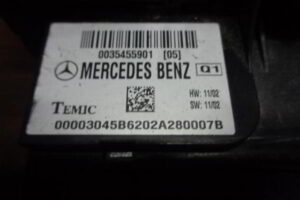 0035455901 [05]
MERCEDES BENZ Q1
HW: 11/02
SW: 11/02
TEMIC
00003045B6202A280007B